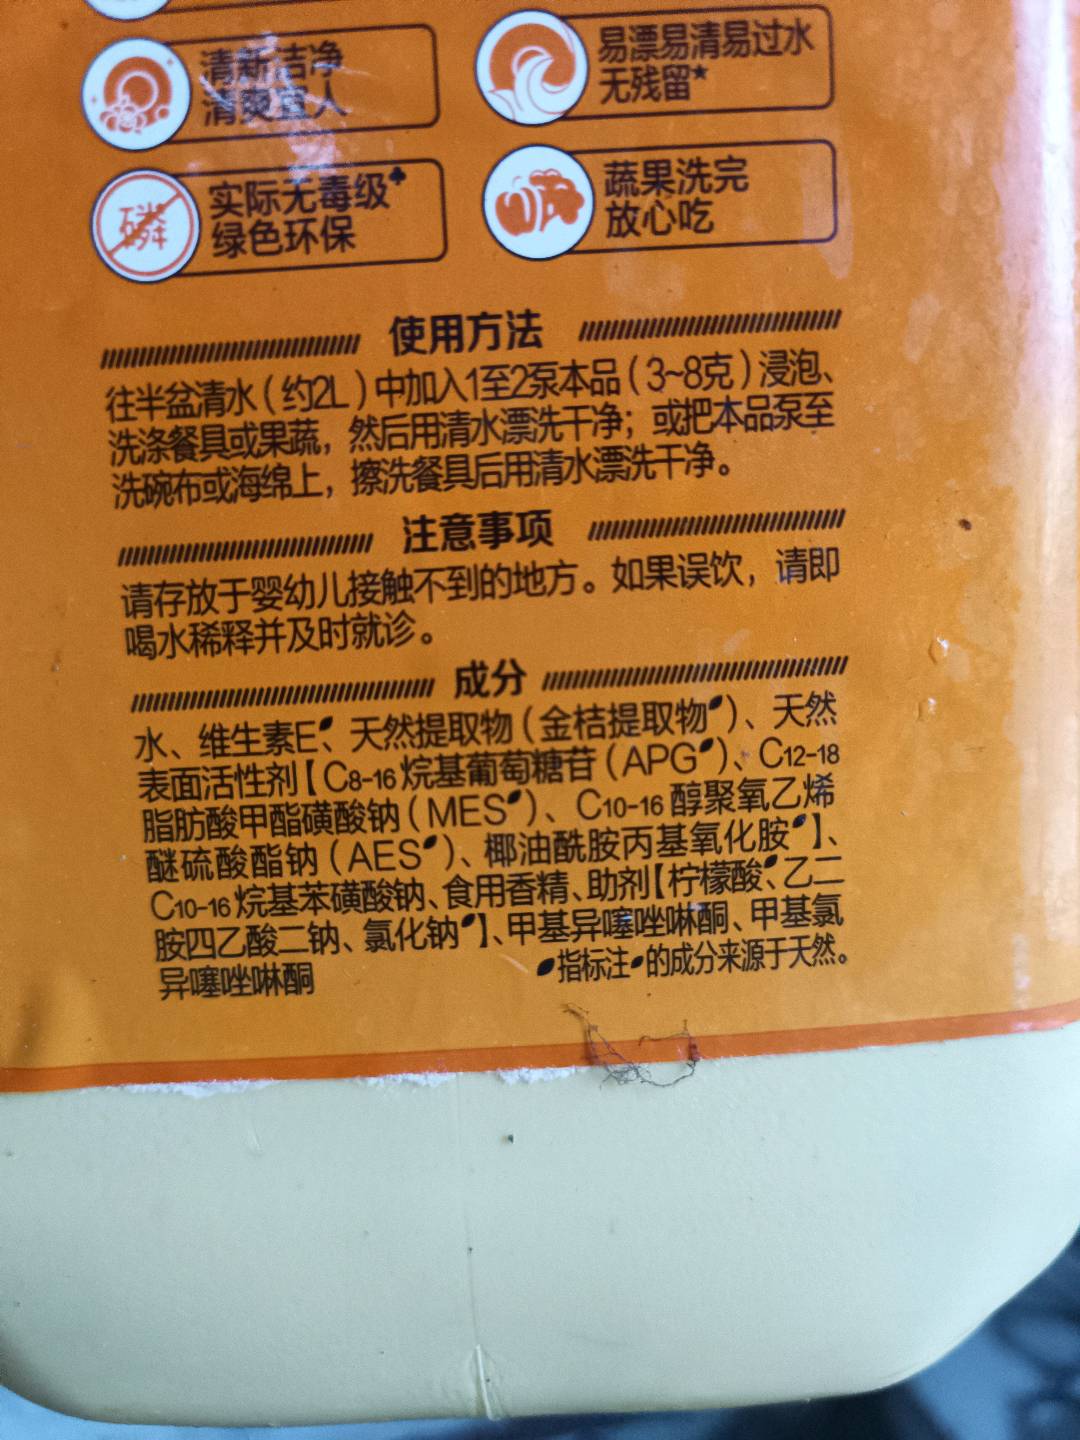 清新洁净
清爽宜人
易漂易清易过水
无残留★
磷
实际无毒级♣
绿色环保
蔬果洗完
放心吃
使用方法
往半盆清水（约2L）中加入1至2泵本品（3~8克）浸泡、
洗涤餐具或果蔬，然后用清水漂洗干净；或把本品泵至
洗碗布或海绵上，擦洗餐具后用清水漂洗干净。
注意事项
请存放于婴幼儿接触不到的地方。如果误饮，请即
喝水稀释并及时就诊。
成分
水、维生素E、天然提取物（金桔提取物）、天然
表面活性剂【C8-16烷基葡萄糖苷（APG）、C12-18
脂肪酸甲酯磺酸钠（MES）、C10-16醇聚氧乙烯
醚硫酸酯钠（AES）、椰油酰胺丙基氧化胺】、
C10-16烷基苯磺酸钠、食用香精、助剂【柠檬酸、乙二
胺四乙酸二钠、氯化钠】、甲基异噻唑啉酮、甲基氯
异噻唑啉酮
指标注的成分来源于天然。